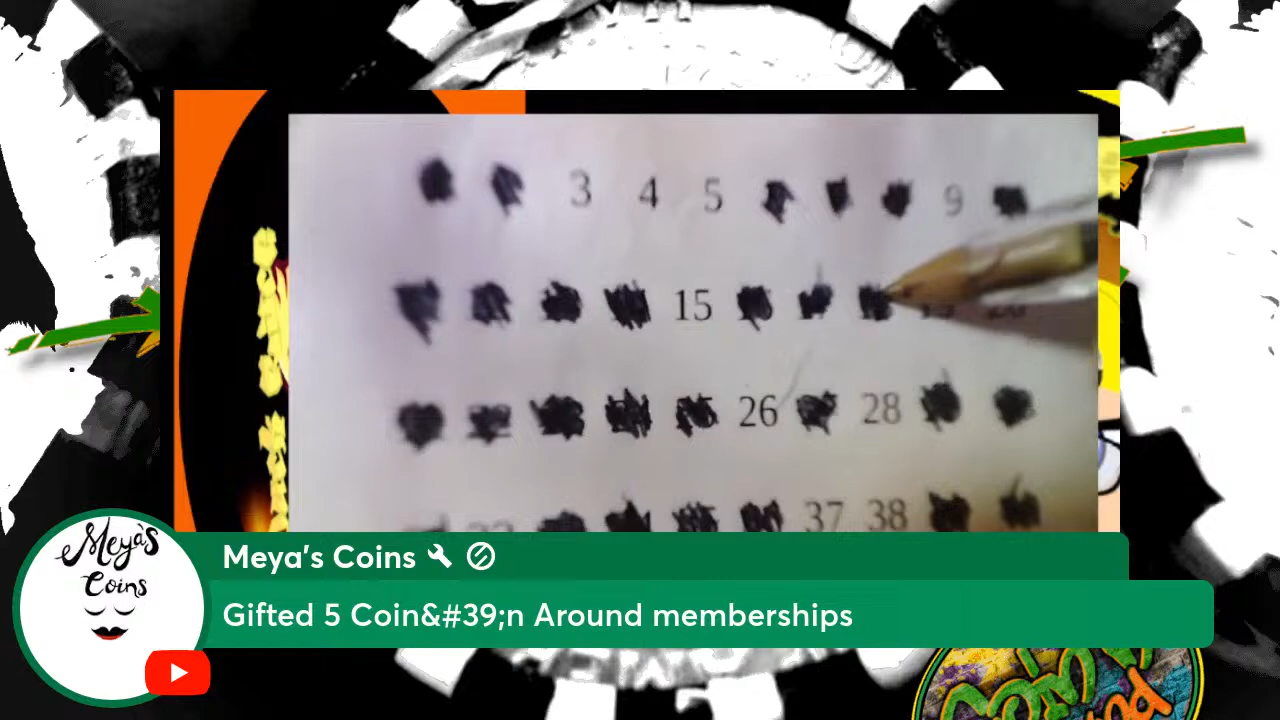 3 4 5 9
15
26 28
37 38
Meya's Coins
Meya's Coins
Gifted 5 Coin&#39;n Around memberships